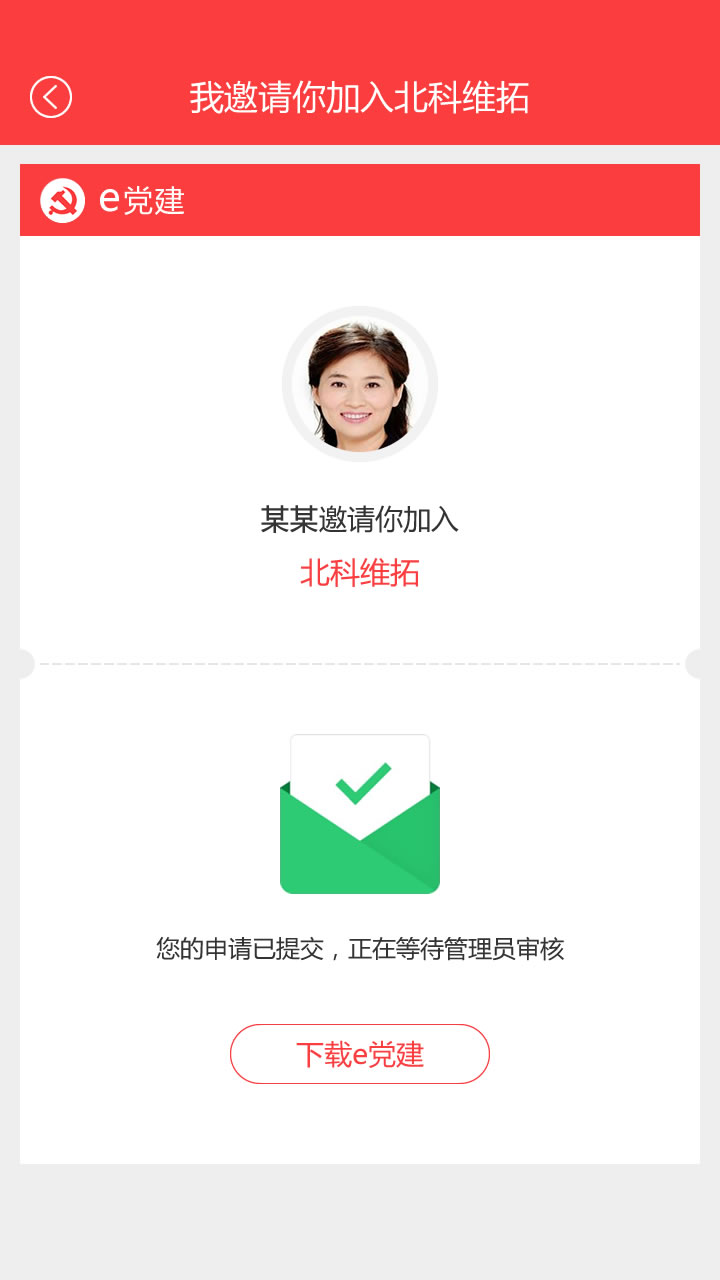 我邀请你加入北科维拓
e党建
某某邀请你加入
北科维拓
您的申请已提交，正在等待管理员审核
下载e党建